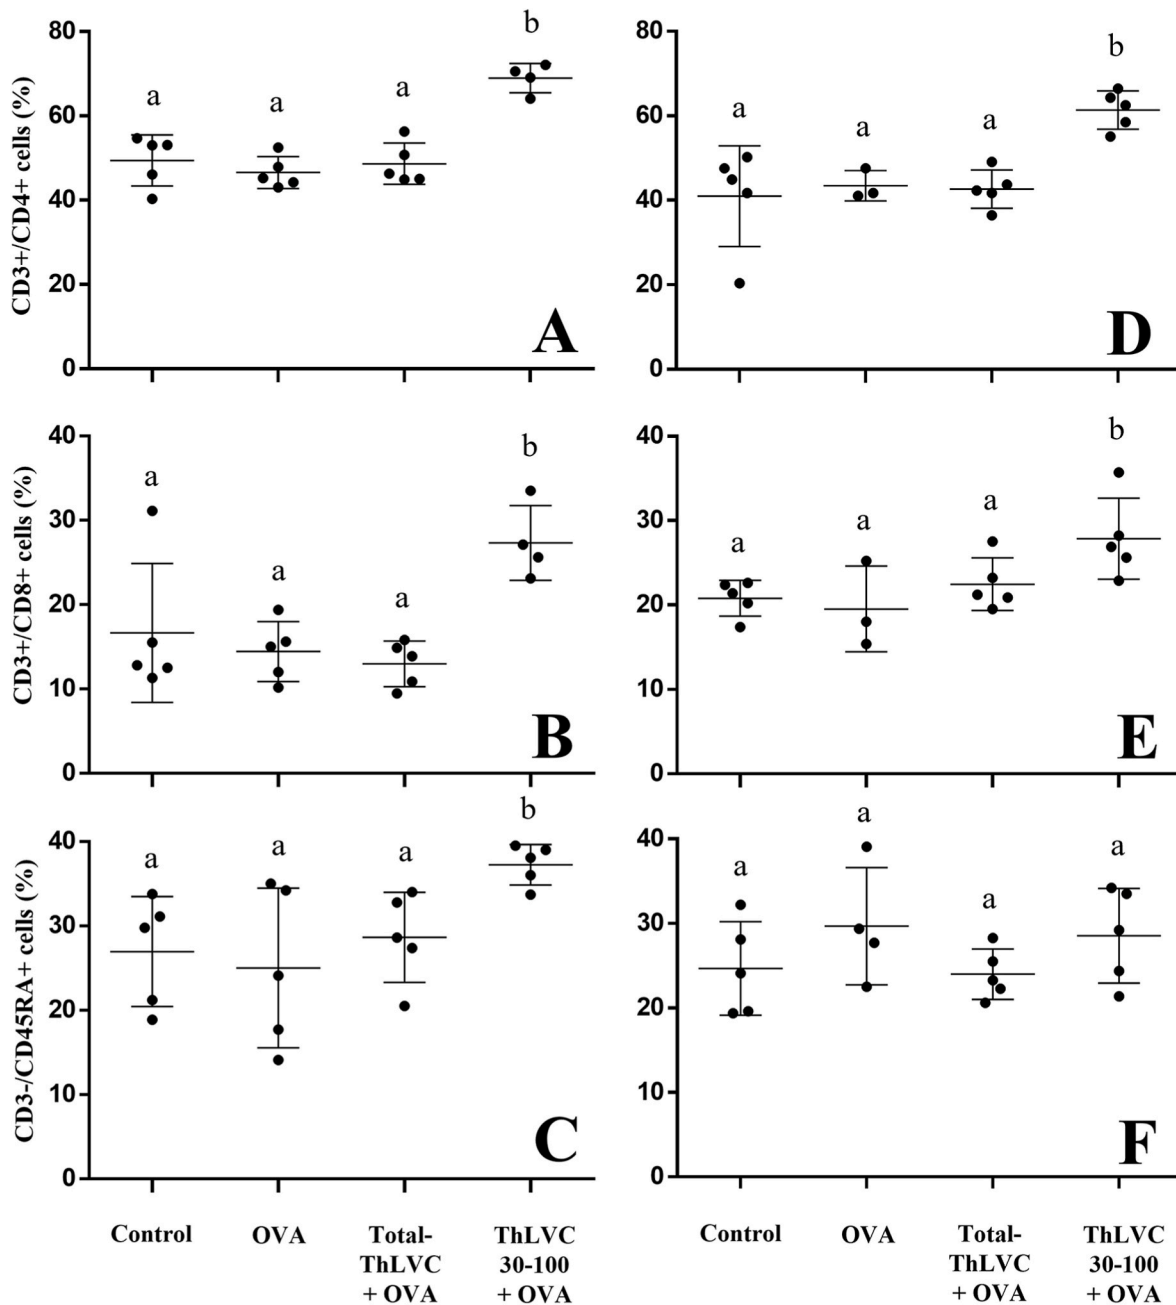 CD3+/CD4+ cells (%)
80
60
40
20
0
a
a
a
b
A
80
60
40
20
0
a
a
a
b
D
CD3+/CD8+ cells (%)
40
30
20
10
0
a
a
a
b
B
40
30
20
10
0
a
a
a
b
E
CD3-/CD45RA+ cells (%)
40
30
20
10
0
a
a
a
b
C
40
30
20
10
0
a
a
a
a
F
Control
OVA
Total-
ThLVC
+ OVA
ThLVC
30-100
+ OVA
Control
OVA
Total-
ThLVC
+ OVA
ThLVC
30-100
+ OVA